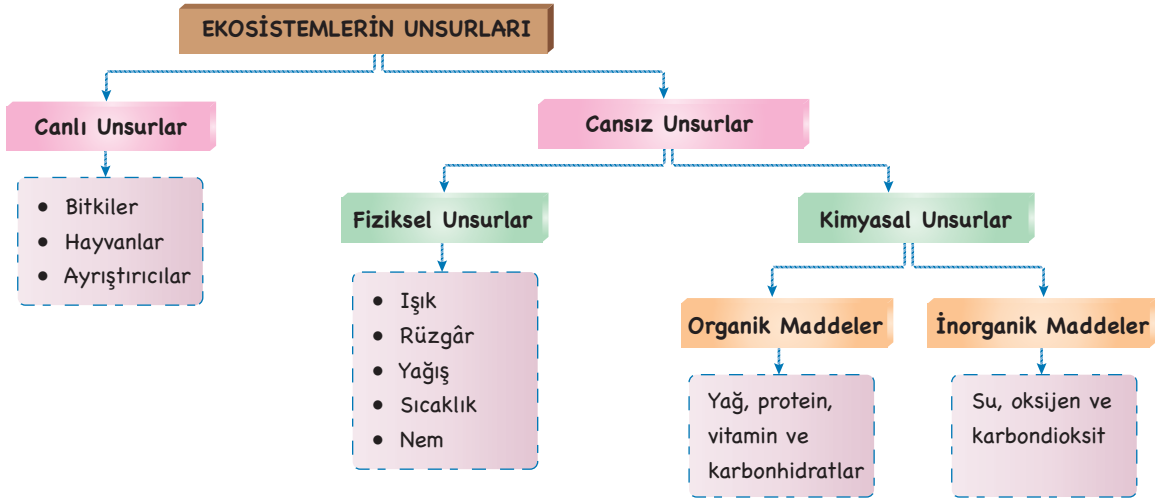 EKOSİSTEMLERİN UNSURLARI
Canlı Unsurlar
• Bitkiler
• Hayvanlar
• Ayrıştırıcılar
Cansız Unsurlar
Fiziksel Unsurlar
• Işık
• Rüzgâr
• Yağış
• Sıcaklık
• Nem
Kimyasal Unsurlar
Organik Maddeler
Yağ, protein,
vitamin ve
karbonhidratlar
İnorganik Maddeler
Su, oksijen ve
karbondioksit